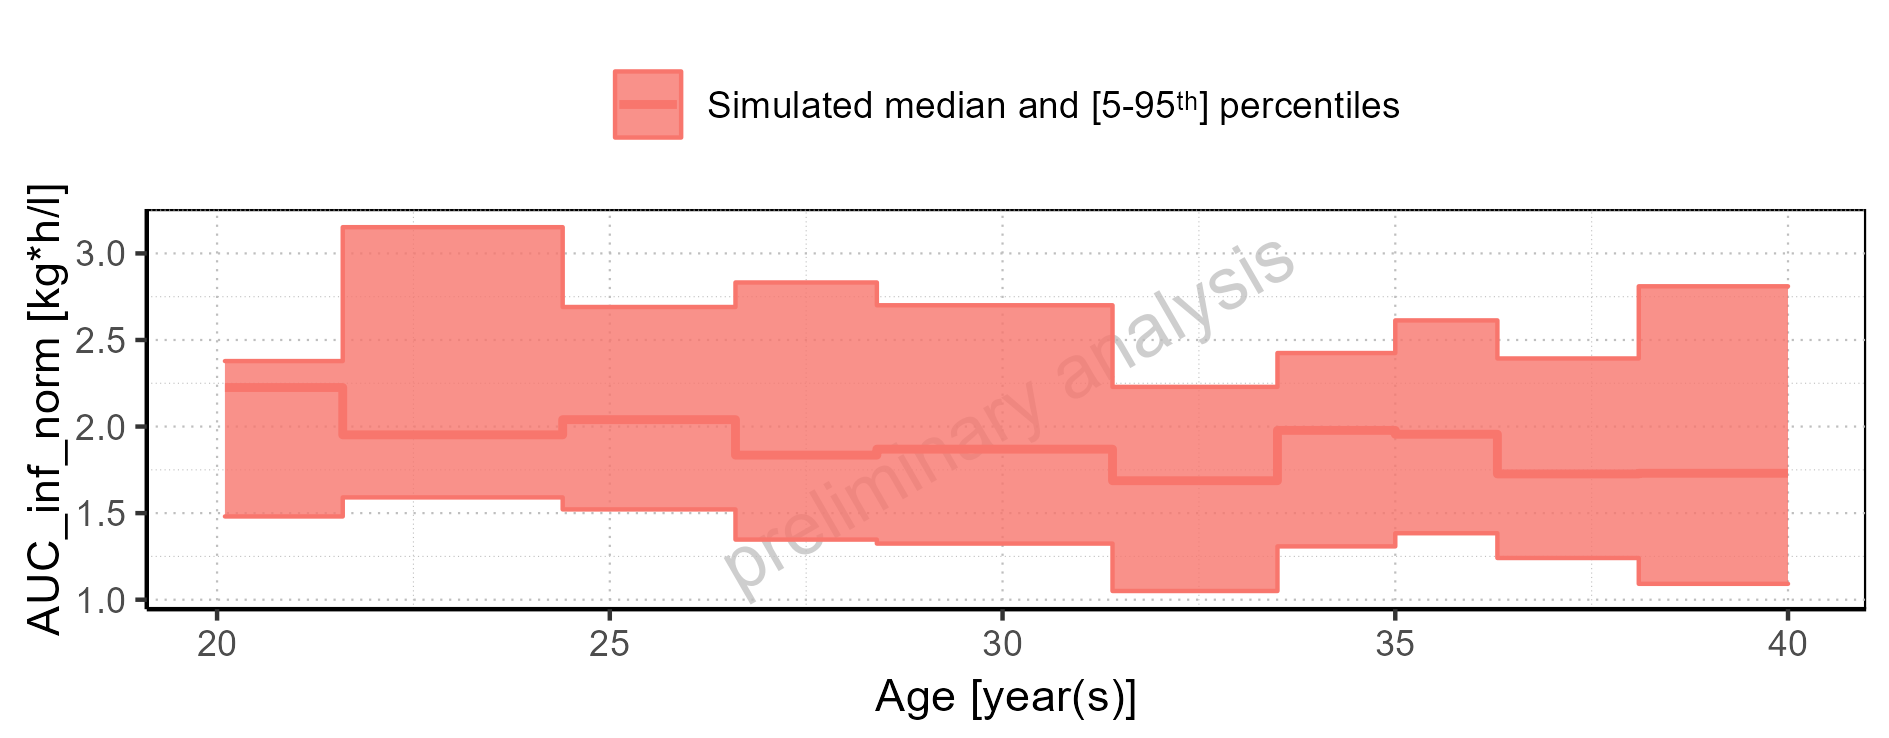 Simulated median and [5-95th] percentiles
AUC_inf_norm [kg*h/l]
3.0
2.5
2.0
1.5
1.0
preliminary analysis
20 25 30 35 40
Age [year(s)]